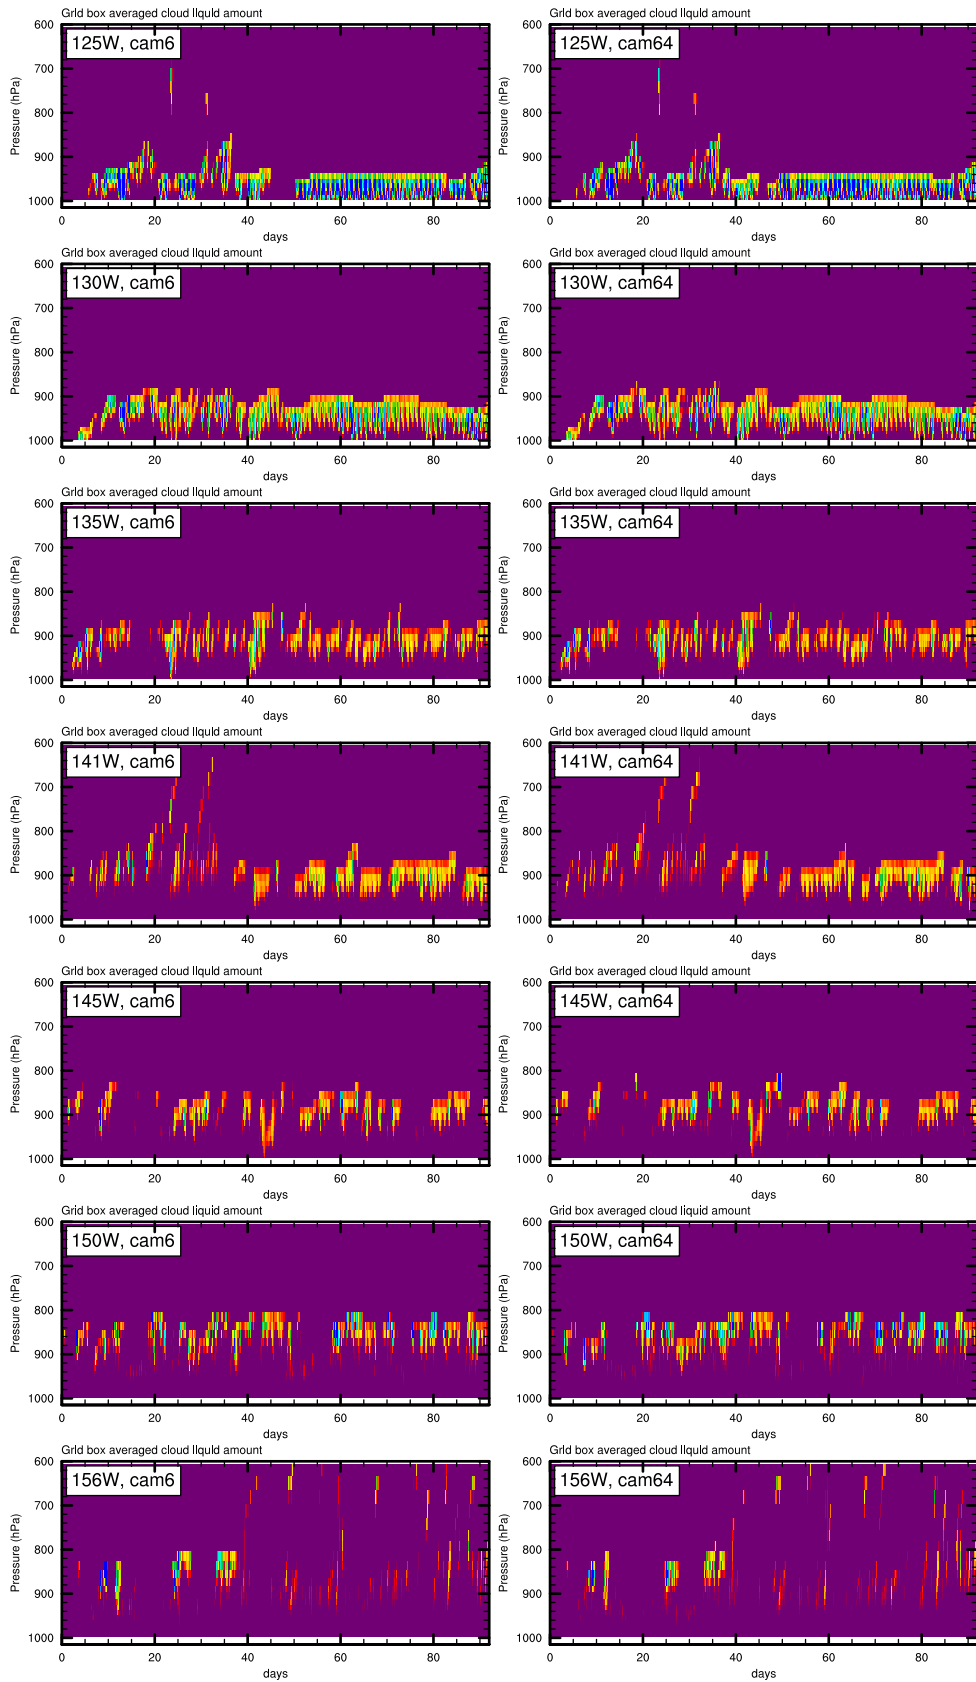 Grid box averaged cloud liquid amount
Grid box averaged cloud liquid amount
125W, cam6
125W, cam64
Pressure (hPa)
600
700
800
900
1000
0 20 40 60 80
days
Pressure (hPa)
600
700
800
900
1000
0 20 40 60 80
days
Grid box averaged cloud liquid amount
Grid box averaged cloud liquid amount
130W, cam6
130W, cam64
Pressure (hPa)
600
700
800
900
1000
0 20 40 60 80
days
Pressure (hPa)
600
700
800
900
1000
0 20 40 60 80
days
Grid box averaged cloud liquid amount
Grid box averaged cloud liquid amount
135W, cam6
135W, cam64
Pressure (hPa)
600
700
800
900
1000
0 20 40 60 80
days
Pressure (hPa)
600
700
800
900
1000
0 20 40 60 80
days
Grid box averaged cloud liquid amount
Grid box averaged cloud liquid amount
141W, cam6
141W, cam64
Pressure (hPa)
600
700
800
900
1000
0 20 40 60 80
days
Pressure (hPa)
600
700
800
900
1000
0 20 40 60 80
days
Grid box averaged cloud liquid amount
Grid box averaged cloud liquid amount
145W, cam6
145W, cam64
Pressure (hPa)
600
700
800
900
1000
0 20 40 60 80
days
Pressure (hPa)
600
700
800
900
1000
0 20 40 60 80
days
Grid box averaged cloud liquid amount
Grid box averaged cloud liquid amount
150W, cam6
150W, cam64
Pressure (hPa)
600
700
800
900
1000
0 20 40 60 80
days
Pressure (hPa)
600
700
800
900
1000
0 20 40 60 80
days
Grid box averaged cloud liquid amount
Grid box averaged cloud liquid amount
156W, cam6
156W, cam64
Pressure (hPa)
600
700
800
900
1000
0 20 40 60 80
days
Pressure (hPa)
600
700
800
900
1000
0 20 40 60 80
days